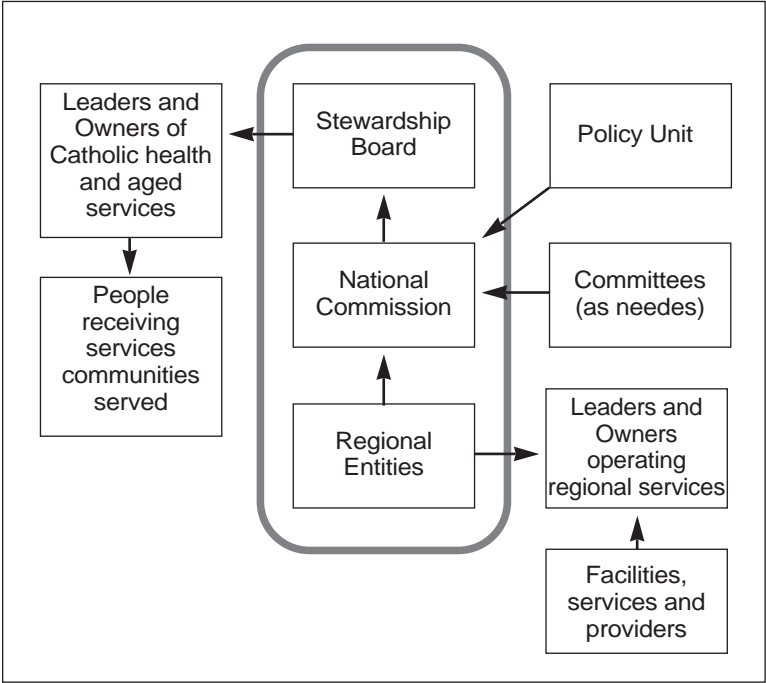 Leaders and
Owners of
Catholic health
and aged
services
Stewardship
Board
Policy Unit
People
receiving
services
communities
served
National
Commission
Committees
(as needes)
Regional
Entities
Leaders and
Owners
operating
regional services
Facilities,
services and
providers